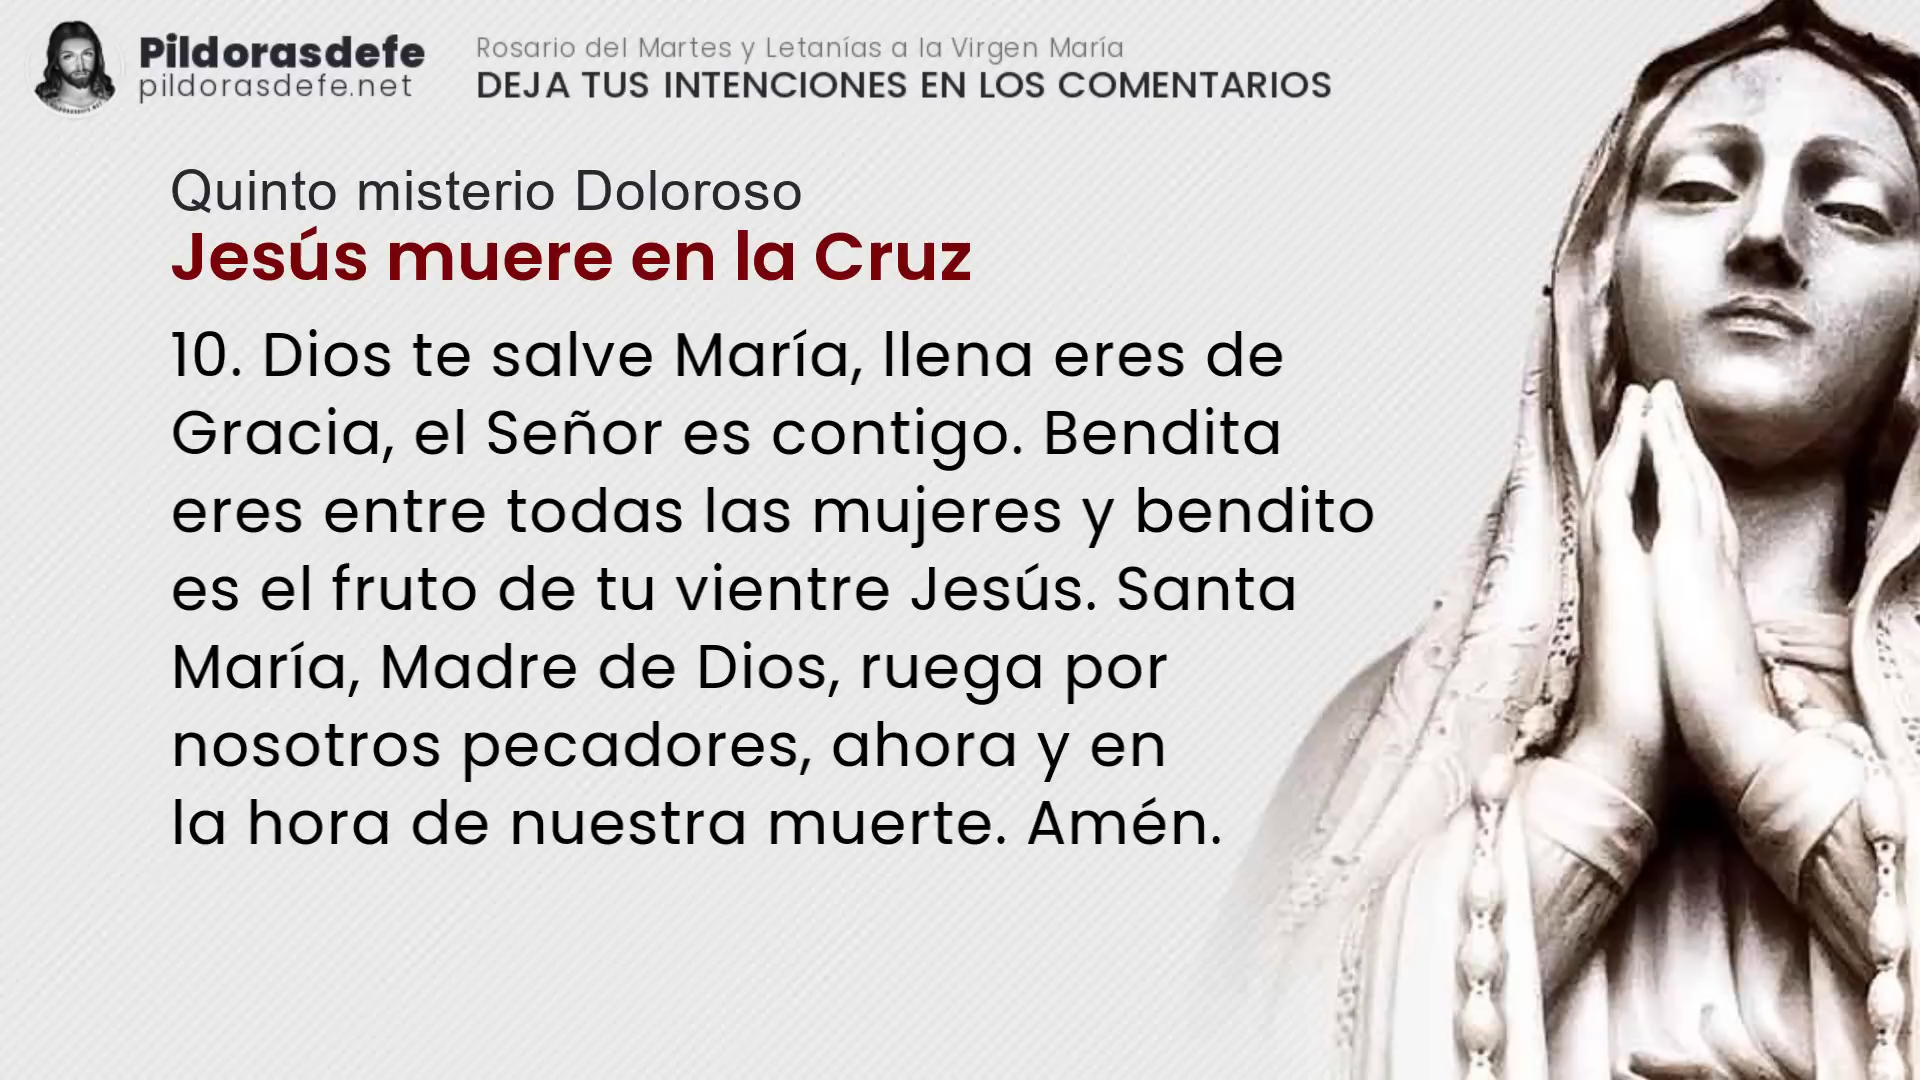 Pildorasdefe
pildorasdefe.net
Rosario del Martes y Letanías a la Virgen María
DEJA TUS INTENCIONES EN LOS COMENTARIOS
Quinto misterio Doloroso
Jesús muere en la Cruz
10. Dios te salve María, llena eres de
Gracia, el Señor es contigo. Bendita
eres entre todas las mujeres y bendito
es el fruto de tu vientre Jesús. Santa
María, Madre de Dios, ruega por
nosotros pecadores, ahora y en
la hora de nuestra muerte. Amén.